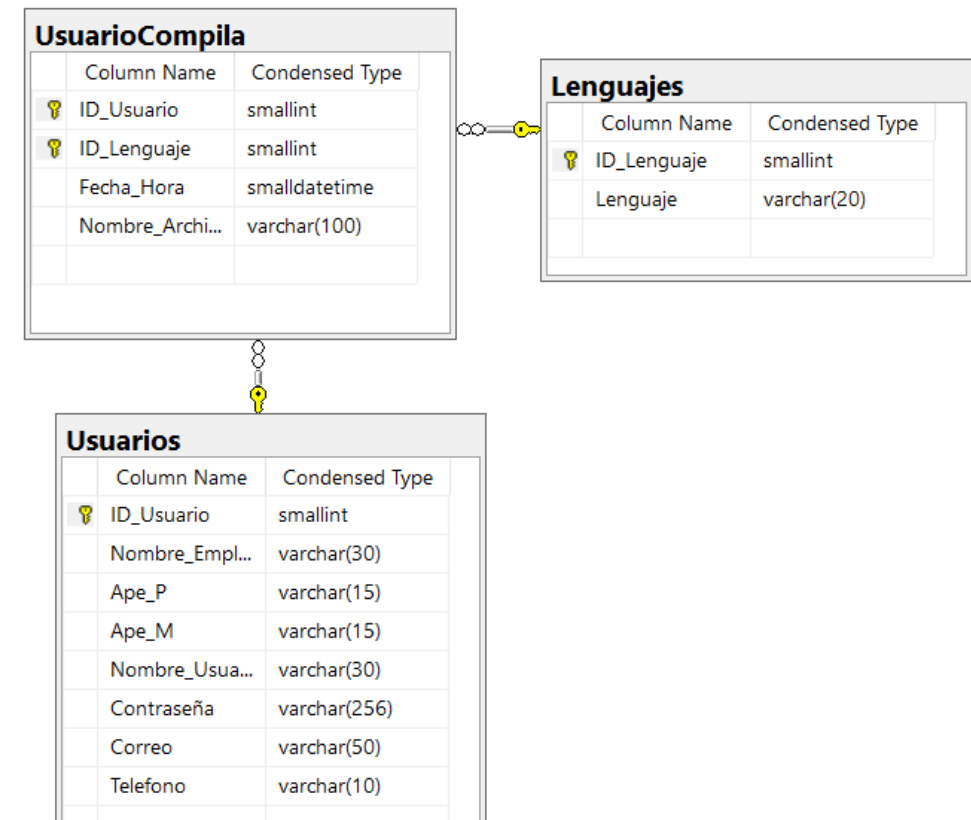 UsuarioCompila
Column Name Condensed Type
ID_Usuario smallint
ID_Lenguaje smallint
Fecha_Hora smalldatetime
Nombre_Archi... varchar(100)
Lenguajes
Column Name Condensed Type
ID_Lenguaje smallint
Lenguaje varchar(20)
Usuarios
Column Name Condensed Type
ID_Usuario smallint
Nombre_Empl... varchar(30)
Ape_P varchar(15)
Ape_M varchar(15)
Nombre_Usua... varchar(30)
Contraseña varchar(256)
Correo varchar(50)
Telefono varchar(10)